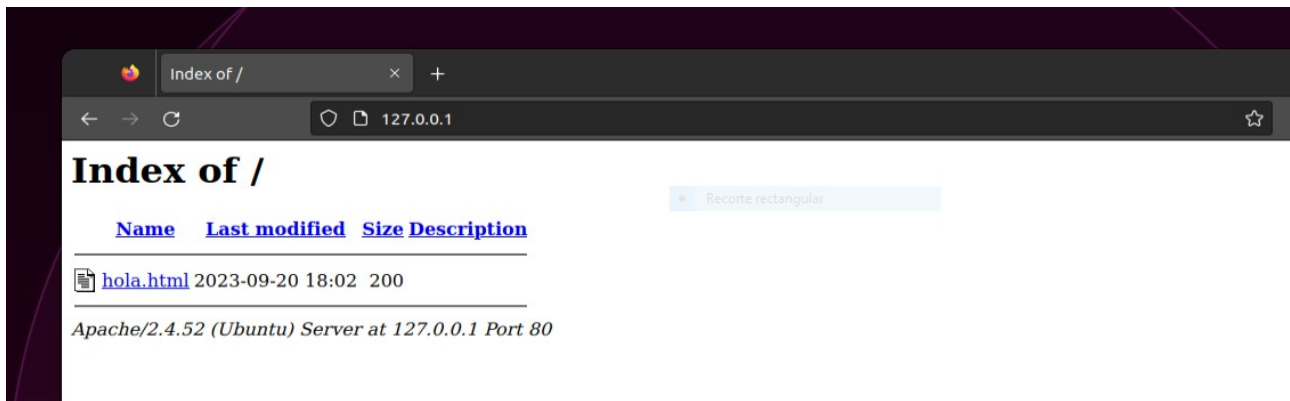 Index of /
127.0.0.1
Index of /
Name Last modified Size Description
hola.html 2023-09-20 18:02 200
Apache/2.4.52 (Ubuntu) Server at 127.0.0.1 Port 80
Recorte rectangular